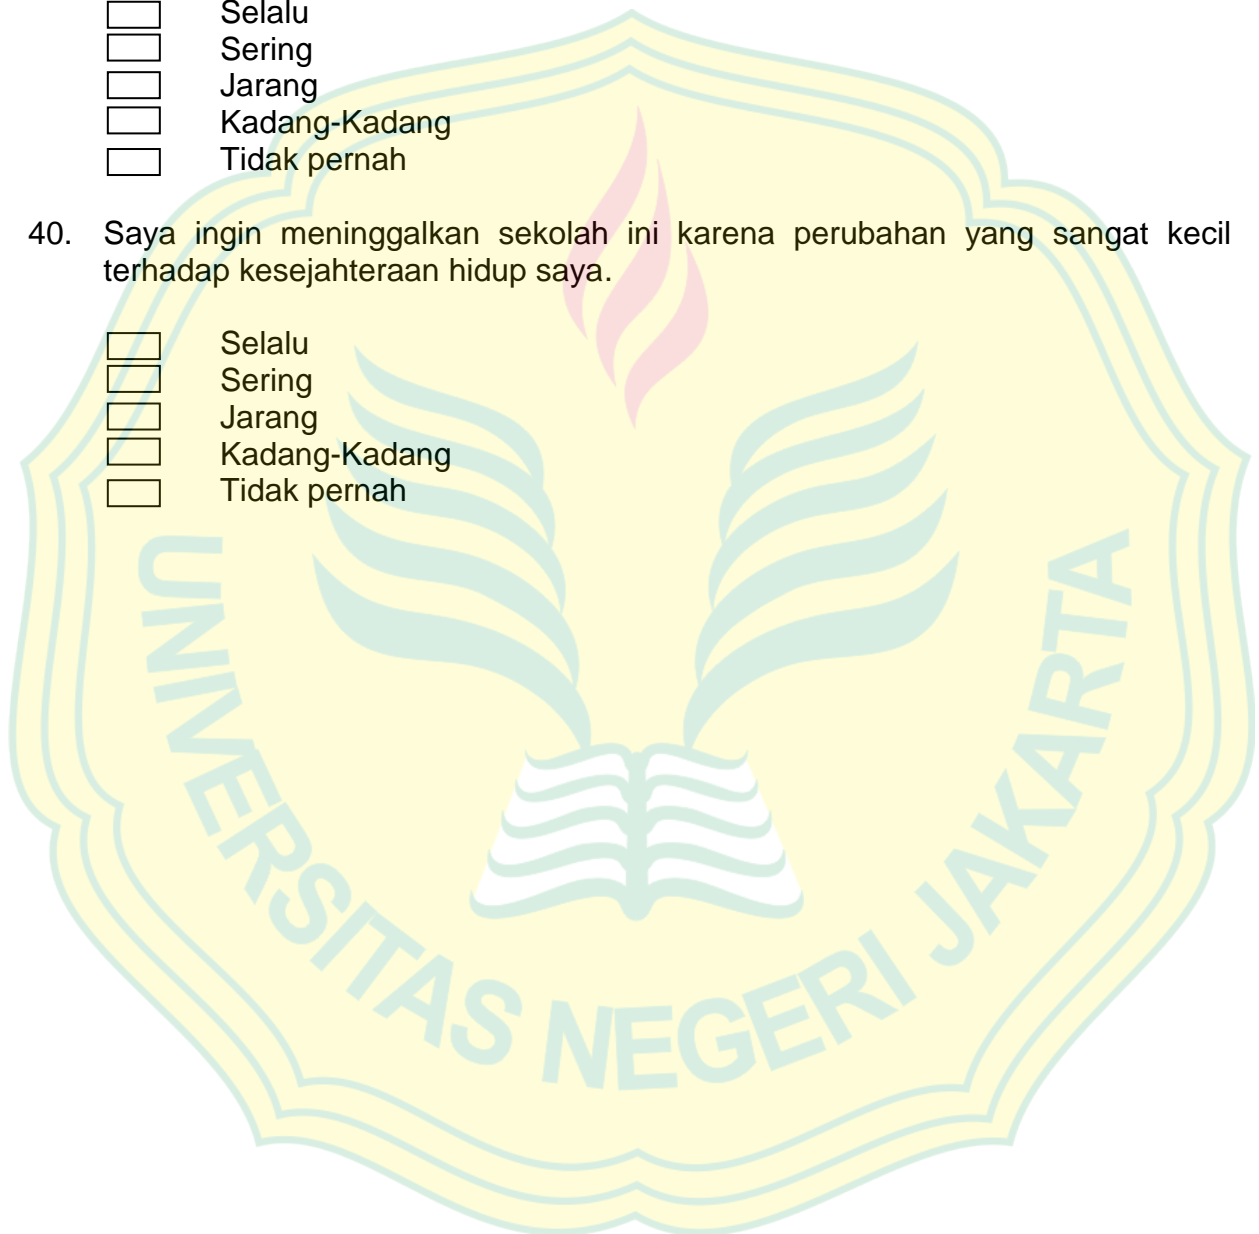 Selalu
Sering
Jarang
Kadang-Kadang
Tidak pernah
40. Saya ingin meninggalkan sekolah ini karena perubahan yang sangat kecil
terhadap kesejahteraan hidup saya.
Selalu
Sering
Jarang
Kadang-Kadang
Tidak pernah
UNIVERSITAS NEGERI JAKARTA